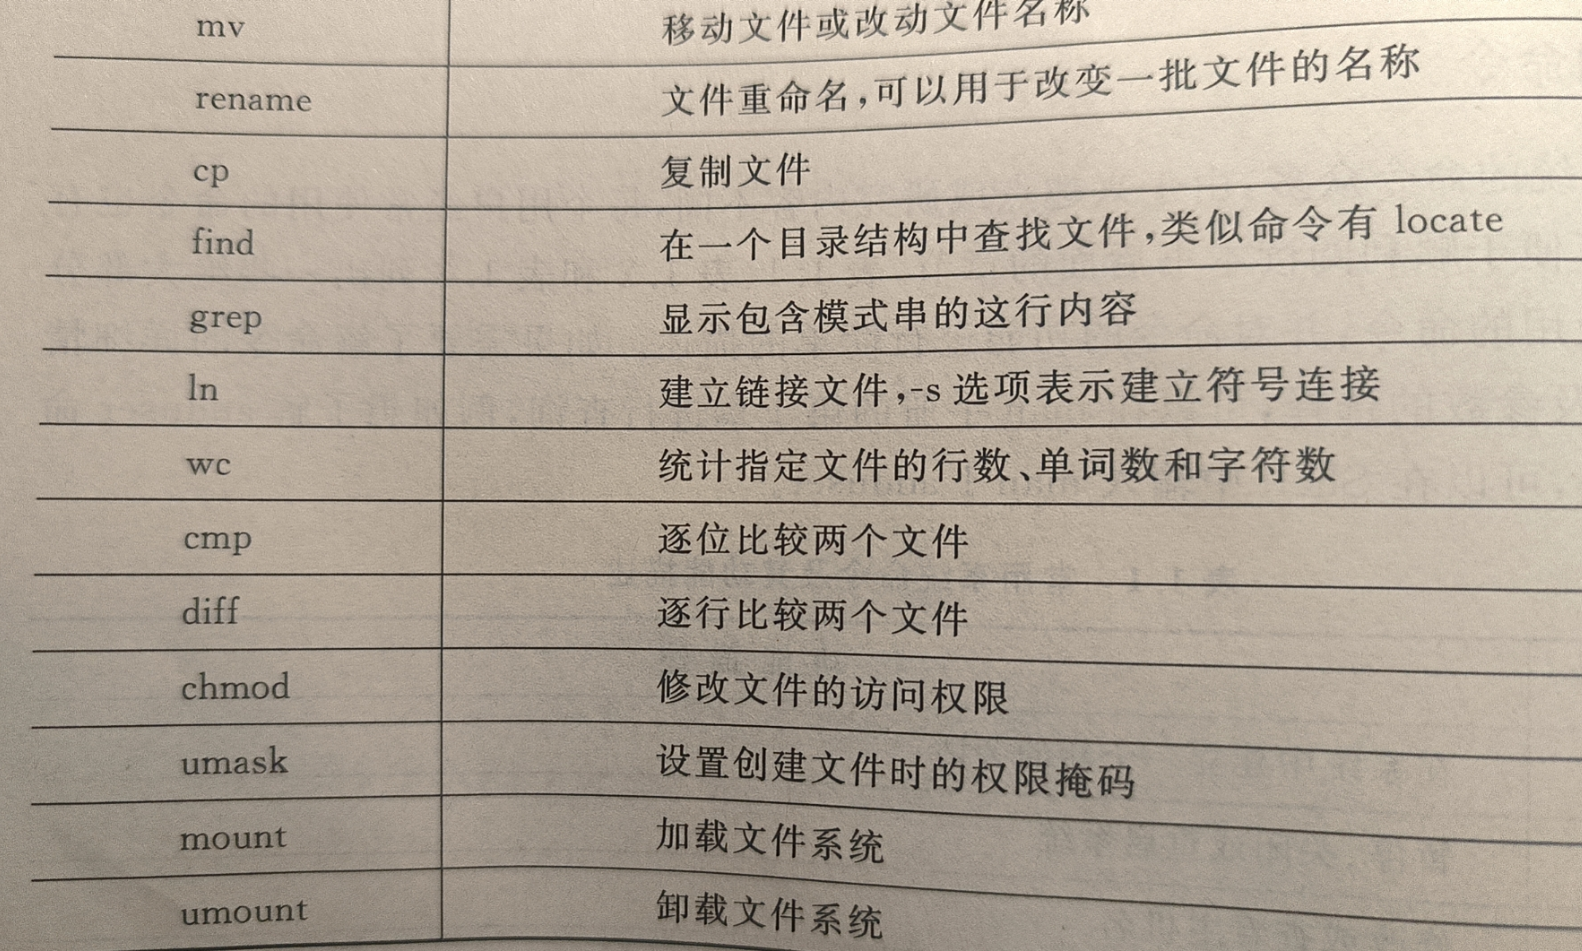 mv 移动文件或改动文件名称
rename 文件重命名,可以用于改变一批文件的名称
cp 复制文件
find 在一个目录结构中查找文件,类似命令有 locate
grep 显示包含模式串的这行内容
ln 建立链接文件,-s 选项表示建立符号连接
wc 统计指定文件的行数、单词数和字符数
cmp 逐位比较两个文件
diff 逐行比较两个文件
chmod 修改文件的访问权限
umask 设置创建文件时的权限掩码
mount 加载文件系统
umount 卸载文件系统